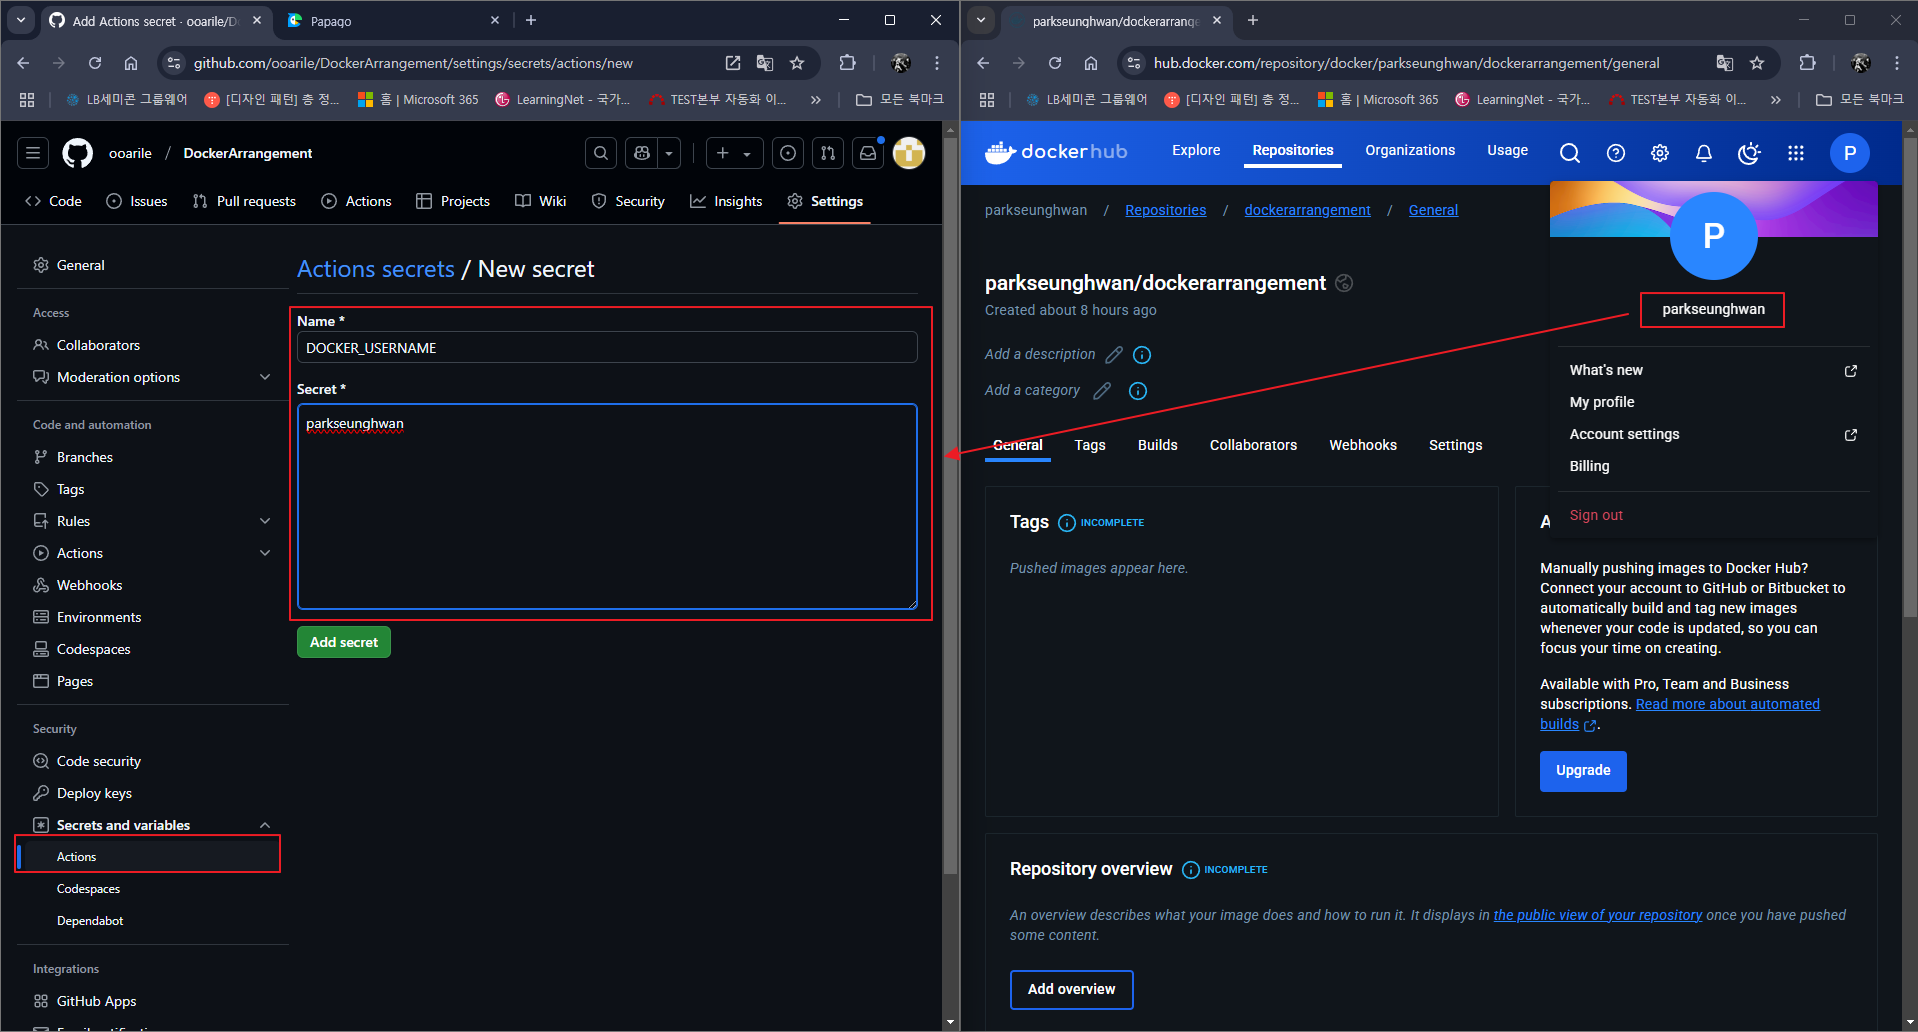 Add Actions secret · ooarile/D
Papago
github.com/ooarile/DockerArrangement/settings/secrets/actions/new
LB세미콘 그룹웨어
[디자인 패턴] 총 정...
홈 | Microsoft 365
LearningNet - 국가...
TEST본부 자동화 이...
»
모든 북마크
ooarile / DockerArrangement
Code
Issues
Pull requests
Actions
Projects
Wiki
Security
Insights
Settings
General
Access
Collaborators
Moderation options
Code and automation
Branches
Tags
Rules
Actions
Webhooks
Environments
Codespaces
Pages
Security
Code security
Deploy keys
Secrets and variables
Actions
Codespaces
Dependabot
Integrations
GitHub Apps
Actions secrets / New secret
Name *
DOCKER_USERNAME
Secret *
parkseunghwan
Add secret
parkseunghwan/dockerarrange
hub.docker.com/repository/docker/parkseunghwan/dockerarrangement/general
LB세미콘 그룹웨어
[디자인 패턴] 총 정...
홈 | Microsoft 365
LearningNet - 국가...
TEST본부 자동화 이...
»
모든 북마크
dockerhub
Explore
Repositories
Organizations
Usage
P
parkseunghwan / Repositories / dockerarrangement / General
parkseunghwan/dockerarrangement
Created about 8 hours ago
Add a description
Add a category
General
Tags
Builds
Collaborators
Webhooks
Settings
P
parkseunghwan
What's new
My profile
Account settings
Billing
Sign out
Tags
INCOMPLETE
Pushed images appear here.
A
Manually pushing images to Docker Hub?
Connect your account to GitHub or Bitbucket to
automatically build and tag new images
whenever your code is updated, so you can
focus your time on creating.
Available with Pro, Team and Business
subscriptions. Read more about automated
builds.
Upgrade
Repository overview
INCOMPLETE
An overview describes what your image does and how to run it. It displays in the public view of your repository once you have pushed
some content.
Add overview